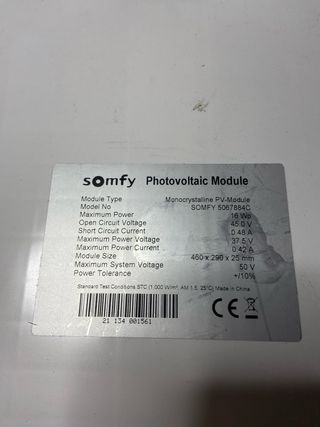 somfy Photovoltaic Module
Module Type Monocrystalline PV-Module
Model No SOMFY 5067884C
Maximum Power 16 Wp
Open Circuit Voltage 45.0 V
Short Circuit Current 0.48 A
Maximum Power Voltage 37.5 V
Maximum Power Current 0.42 A
Module Size 460 x 290 x 25 mm
Maximum System Voltage 50 V
Power Tolerance +/10%
Standard Test Conditions STC (1.000 W/m², AM 1.5, 25°C) Made in China
21 134 001561
CE